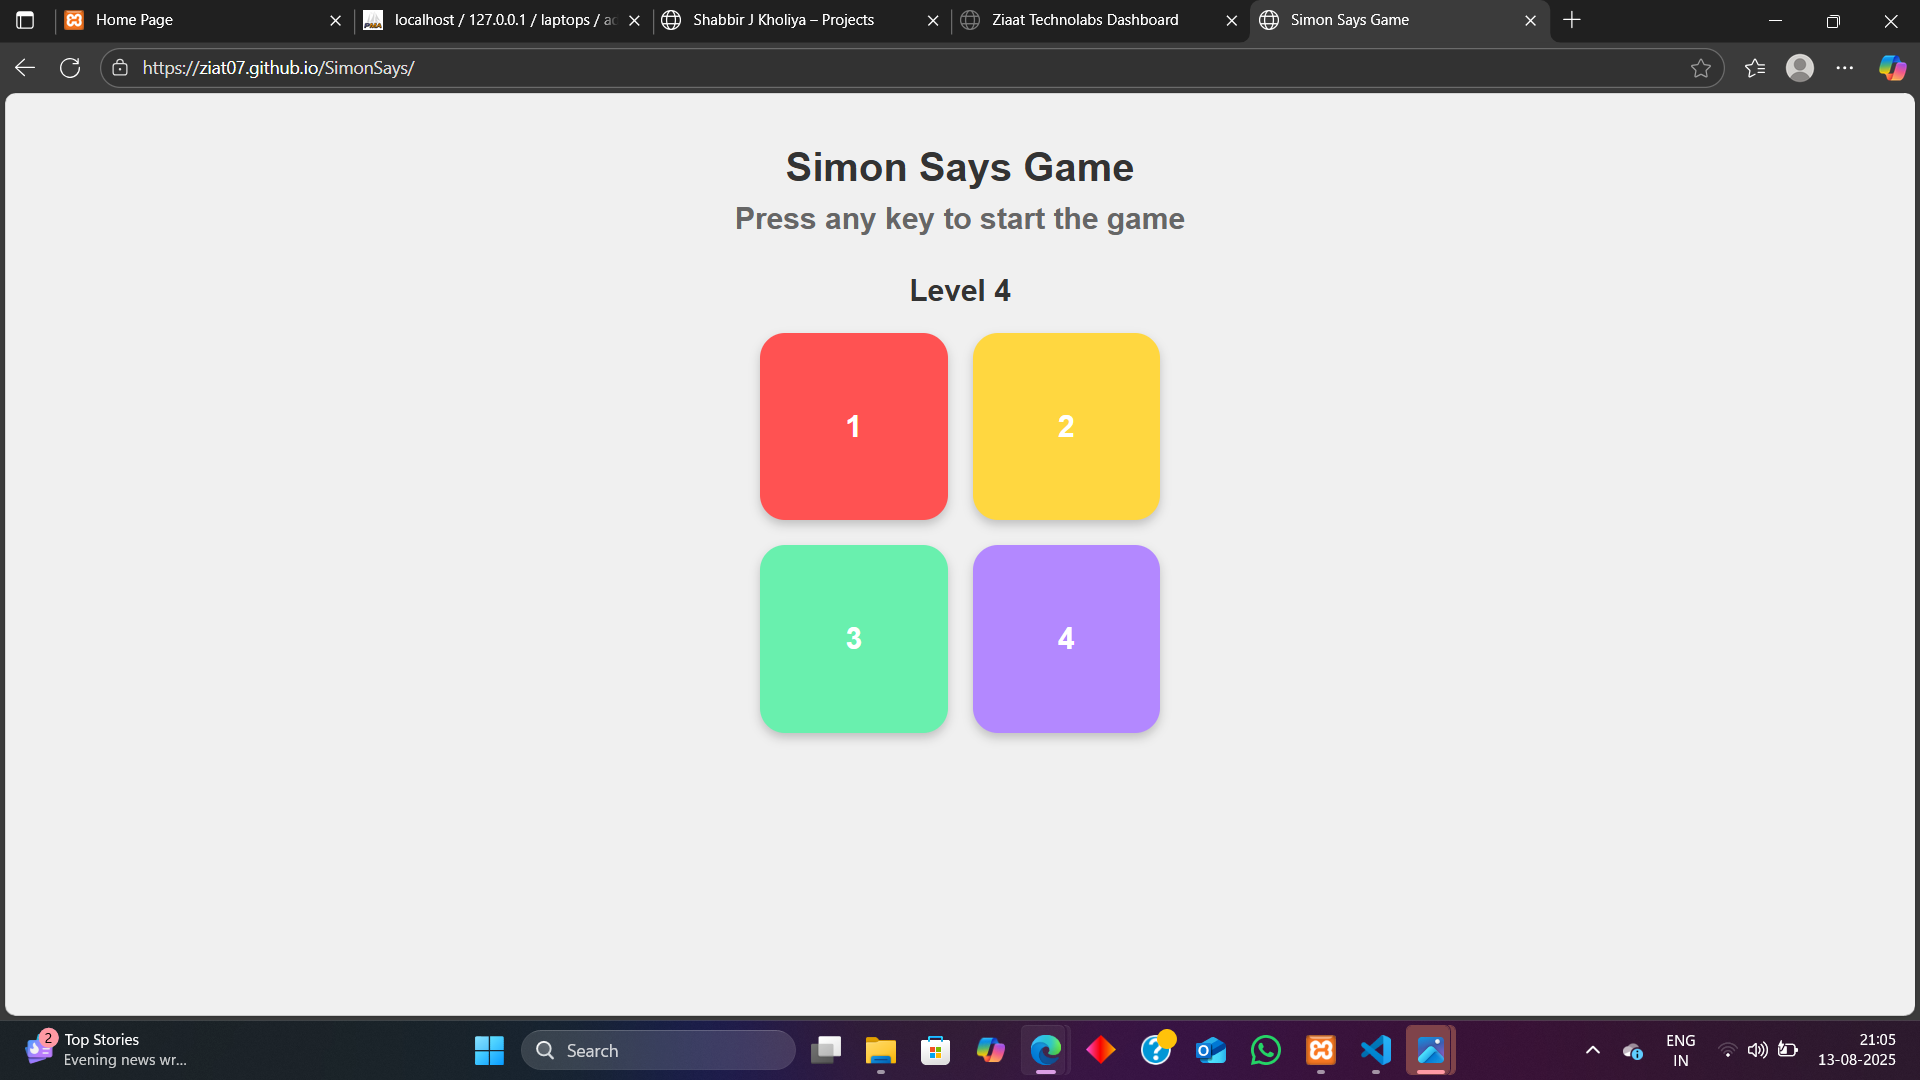 Home Page
localhost / 127.0.0.1 / laptops / ac
Shabbir J Kholiya – Projects
Ziaat Technolabs Dashboard
Simon Says Game
https://ziat07.github.io/SimonSays/
Simon Says Game
Press any key to start the game
Level 4
1
2
3
4
2
Top Stories
Evening news wr...
Search
ENG
IN
21:05
13-08-2025